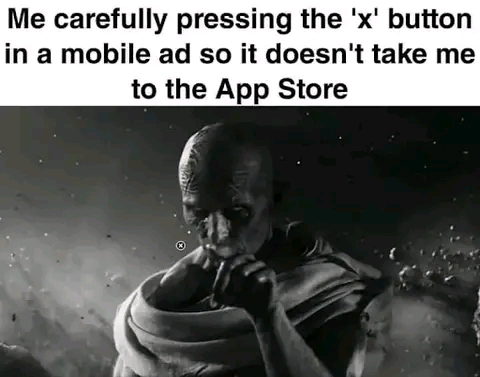 Me carefully pressing the 'x' button
in a mobile ad so it doesn't take me
to the App Store